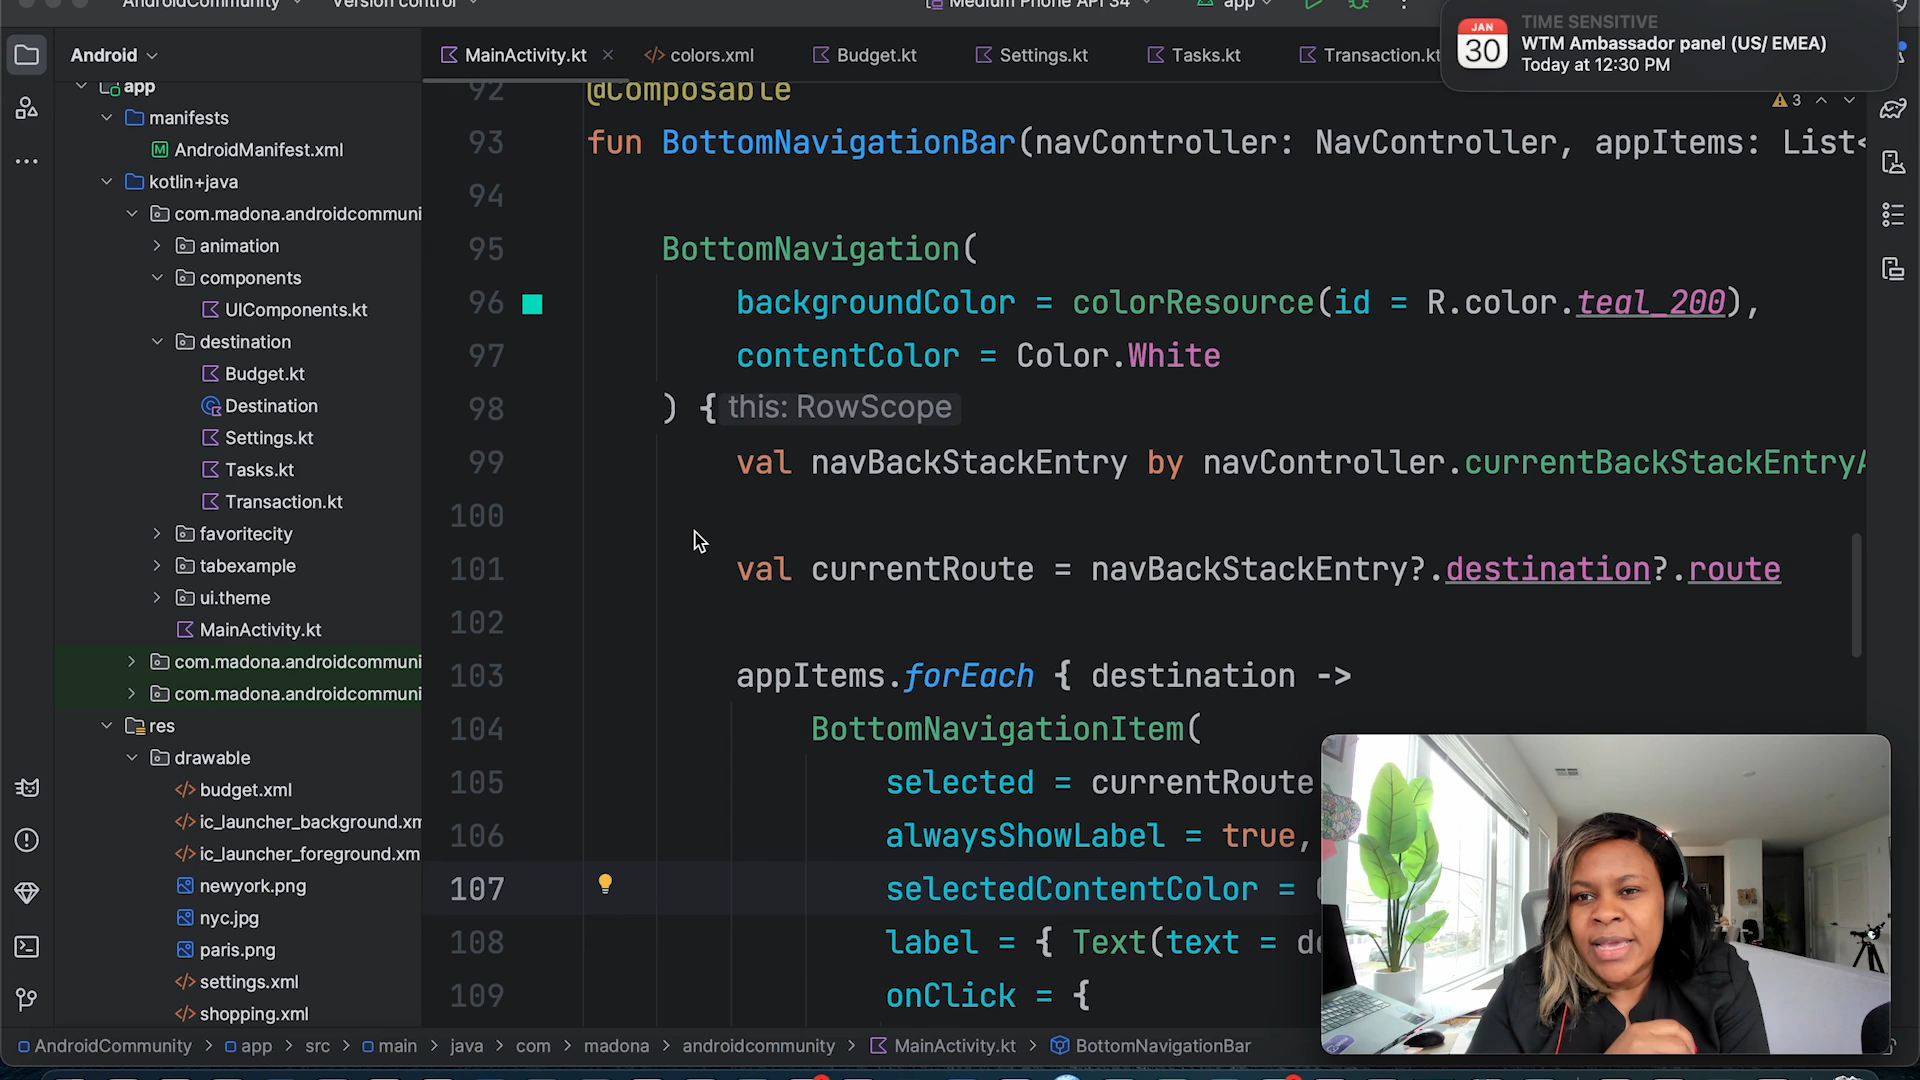 AndroidCommunity
Version control
Medium Phone API 34
app
TIME SENSITIVE
JAN
30
WTM Ambassador panel (US/ EMEA)
Today at 12:30 PM
Android
MainActivity.kt
colors.xml
Budget.kt
Settings.kt
Tasks.kt
Transaction.kt
3
app
manifests
AndroidManifest.xml
kotlin+java
com.madona.androidcommuni
animation
components
UIComponents.kt
destination
Budget.kt
Destination
Settings.kt
Tasks.kt
Transaction.kt
favoritecity
tabexample
ui.theme
MainActivity.kt
com.madona.androidcommuni
com.madona.androidcommuni
res
drawable
budget.xml
ic_launcher_background.xm
ic_launcher_foreground.xm
newyork.png
nyc.jpg
paris.png
settings.xml
shopping.xml
92 @Composable
93 fun BottomNavigationBar(navController: NavController, appItems: List<
94
95 BottomNavigation(
96 backgroundColor = colorResource(id = R.color.teal_200),
97 contentColor = Color.White
98 ) { this: RowScope
99 val navBackStackEntry by navController.currentBackStackEntryA
100
101 val currentRoute = navBackStackEntry?.destination?.route
102
103 appItems.forEach { destination ->
104 BottomNavigationItem(
105 selected = currentRoute
106 alwaysShowLabel = true,
107 selectedContentColor =
108 label = { Text(text = de
109 onClick = {
AndroidCommunity > app > src > main > java > com > madona > androidcommunity > MainActivity.kt > BottomNavigationBar